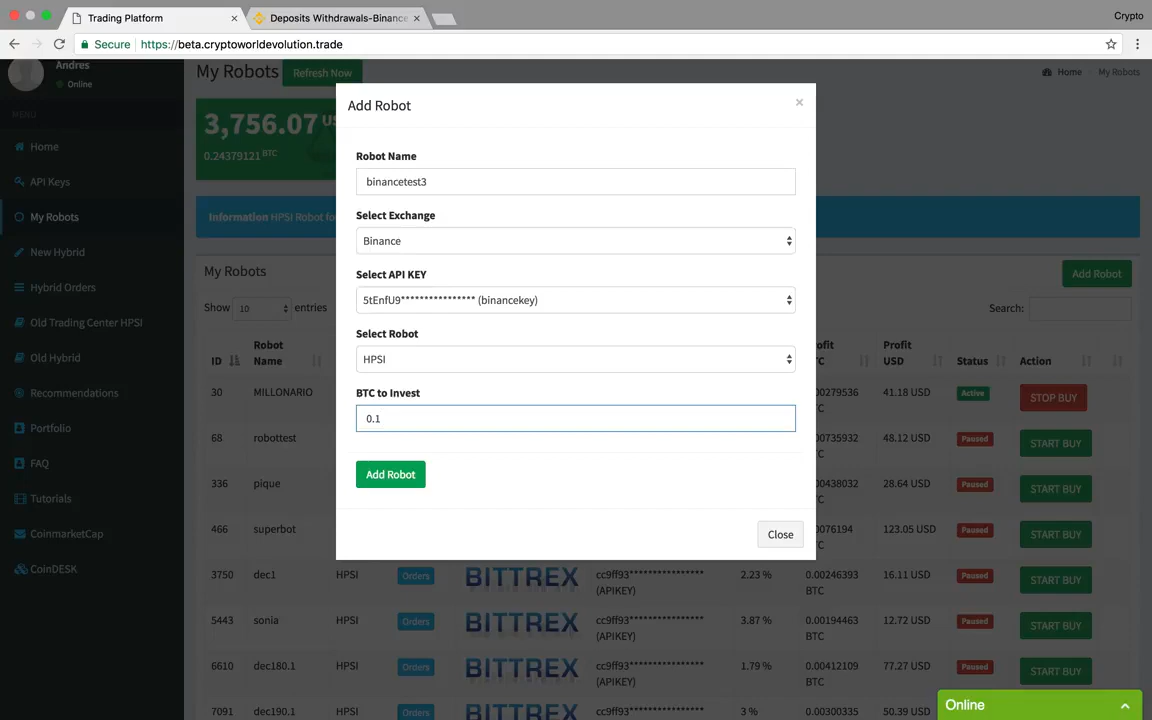 Trading Platform
Deposits Withdrawals-Binance
Crypto
Secure
https://beta.cryptoworldevolution.trade
Andres
Online
My Robots
Refresh Now
Home
My Robots
MENU
Home
API Keys
My Robots
New Hybrid
Hybrid Orders
Old Trading Center HPSI
Old Hybrid
Recommendations
Portfolio
FAQ
Tutorials
CoinmarketCap
CoinDESK
3,756.07 US
0.24379121 BTC
Information HPSI Robot fo
My Robots
Add Robot
Show 10 entries
Search:
ID
Robot Name
Profit USD
Status
Action
30 MILLONARIO 00279536 41.18 USD Active STOP BUY
68 robottest 00735932 48.12 USD Paused START BUY
336 pique 00438032 28.64 USD Paused START BUY
466 superbot 0076194 123.05 USD Paused START BUY
3750 dec1 HPSI Orders BITTREX cc9ff93**************** (APIKEY) 2.23 % 0.00246393 BTC 16.11 USD Paused START BUY
5443 sonia HPSI Orders BITTREX cc9ff93**************** (APIKEY) 3.87 % 0.00194463 BTC 12.72 USD Paused START BUY
6610 dec180.1 HPSI Orders BITTREX cc9ff93**************** (APIKEY) 1.79 % 0.00412109 BTC 77.27 USD Paused START BUY
7091 dec190.1 HPSI Orders BITTREX cc9ff93**************** 3 % 0.00300335 50.39 USD Paused START BUY
Add Robot
×
Robot Name
binancetest3
Select Exchange
Binance
Select API KEY
5tEnfU9**************** (binancekey)
Select Robot
HPSI
BTC to Invest
0.1
Add Robot
Close
Online